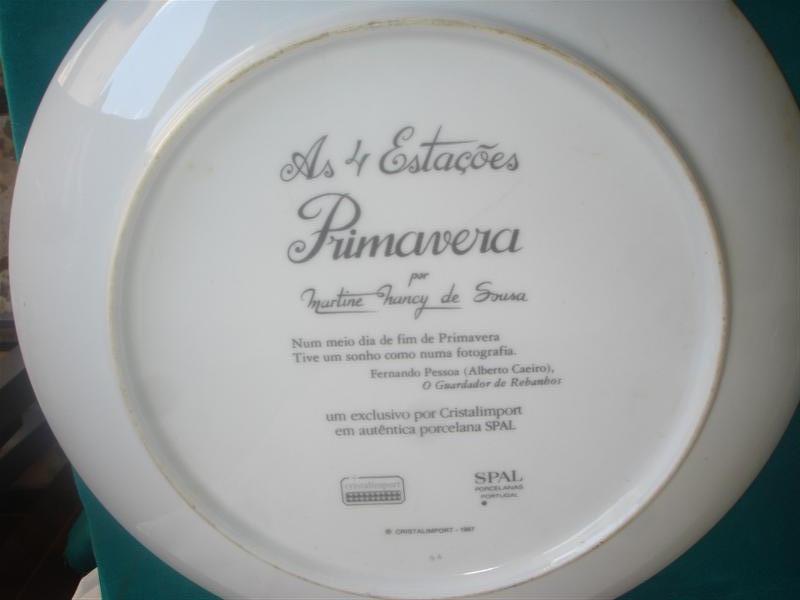 As 4 Estações
Primavera
por
Martine Nancy de Sousa
Num meio dia de fim de Primavera
Tive um sonho como numa fotografia.
Fernando Pessoa (Alberto Caeiro),
O Guardador de Rebanhos
um exclusivo por Cristalimport
em autêntica porcelana SPAL
cristalimport
SPAL
PORCELANAS
PORTUGAL
© CRISTALIMPORT - 1987